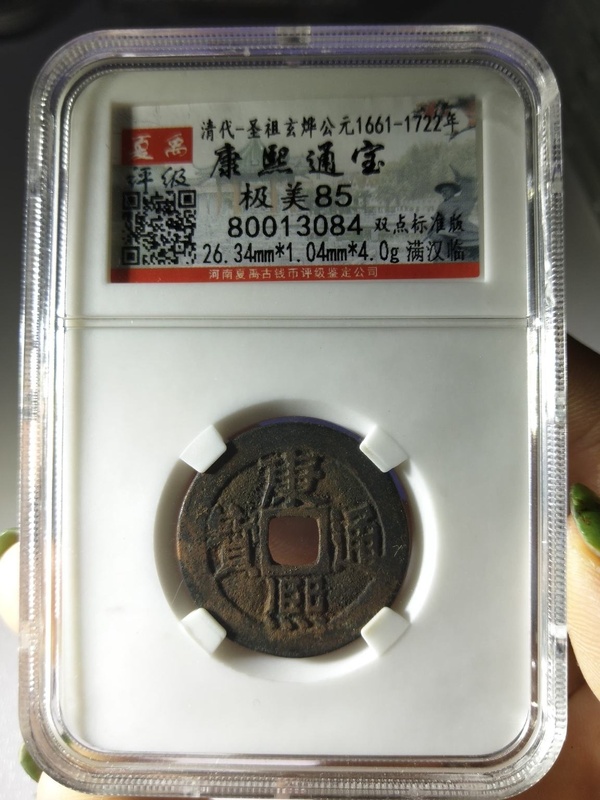 清代-圣祖玄烨公元1661-1722年
夏禹
评级
康熙通宝
极美85
80013084 双点标准版
26.34mm*1.04mm*4.0g 满汉临
河南夏禹古钱币评级鉴定公司
康熙通寶